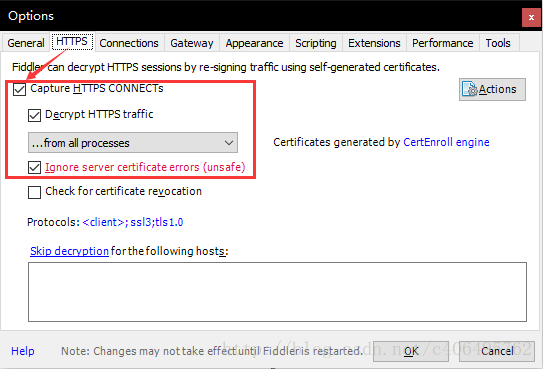 Options
General HTTPS Connections Gateway Appearance Scripting Extensions Performance Tools
Fiddler can decrypt HTTPS sessions by re-signing traffic using self-generated certificates.
Capture HTTPS CONNECTs
Actions
Decrypt HTTPS traffic
...from all processes
Certificates generated by CertEnroll engine
Ignore server certificate errors (unsafe)
Check for certificate revocation
Protocols: <client>;ssl3;tls1.0
Skip decryption for the following hosts:
Help Note: Changes may not take effect until Fiddler is restarted. OK Cancel